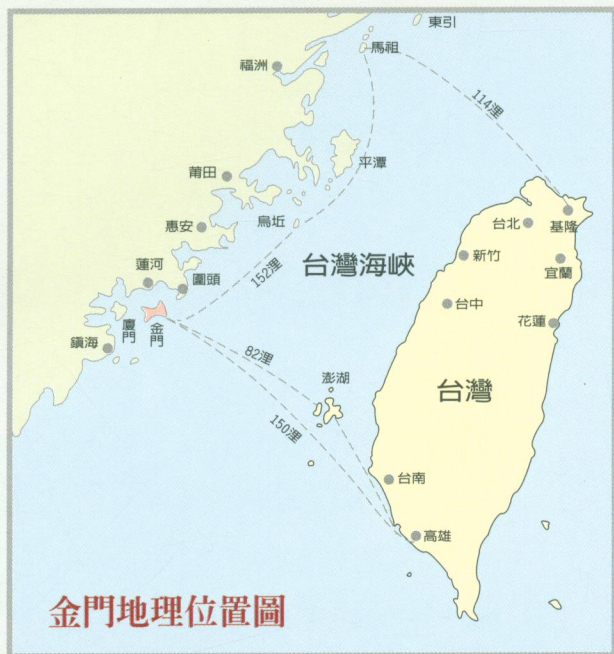 東引
馬祖
福洲
114浬
平潭
莆田
烏坵
惠安
台北
基隆
台灣海峽
新竹
宜蘭
蓮河
圍頭
152浬
台中
花蓮
廈門
金門
鎮海
82浬
澎湖
台灣
150浬
台南
高雄
金門地理位置圖